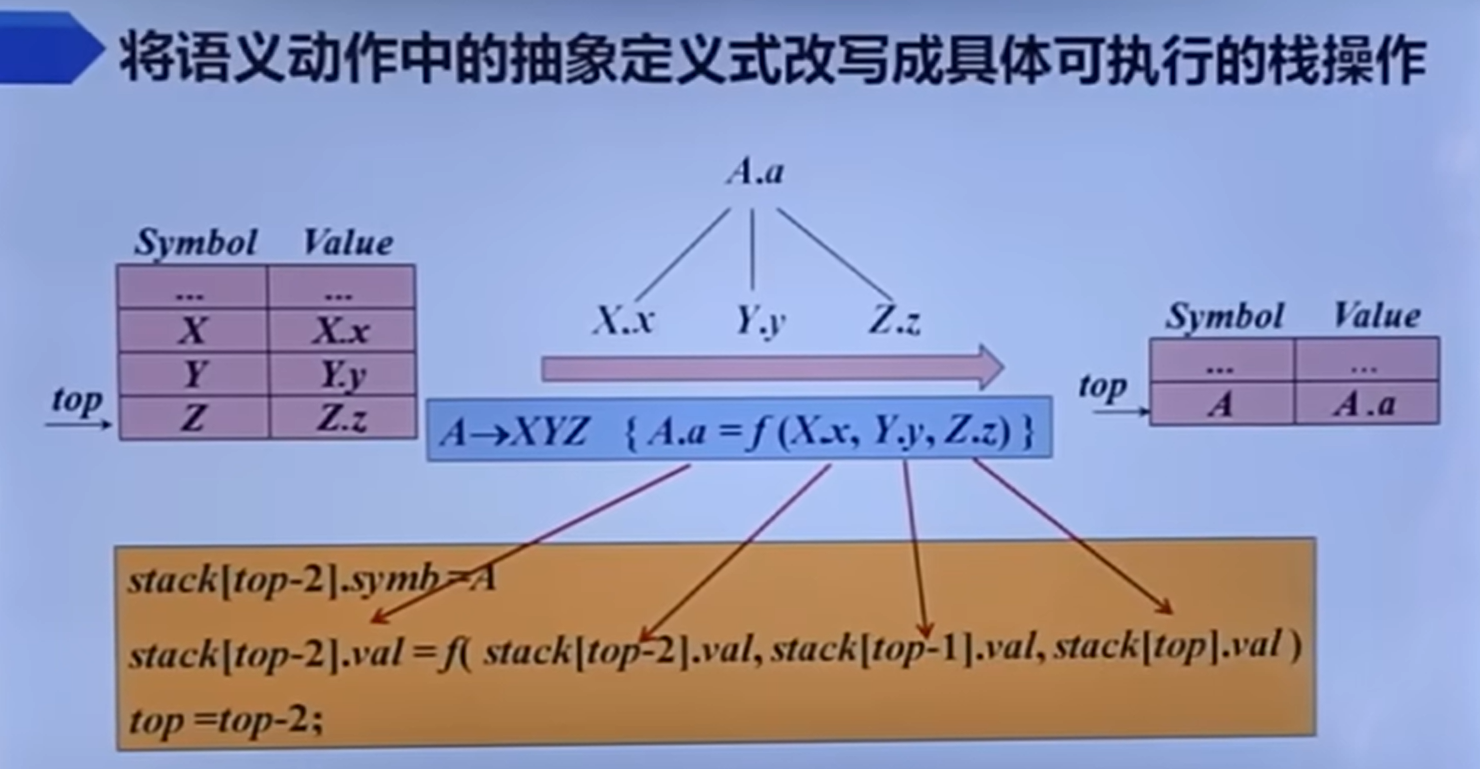 将语义动作中的抽象定义式改写成具体可执行的栈操作
A.a
X.x Y.y Z.z
Symbol Value
... ...
X X.x
Y Y.y
top Z Z.z
Symbol Value
... ...
top A A.a
A→XYZ { A.a = f (X.x, Y.y, Z.z) }
stack[top-2].symb=A
stack[top-2].val = f( stack[top-2].val, stack[top-1].val, stack[top].val )
top =top-2;